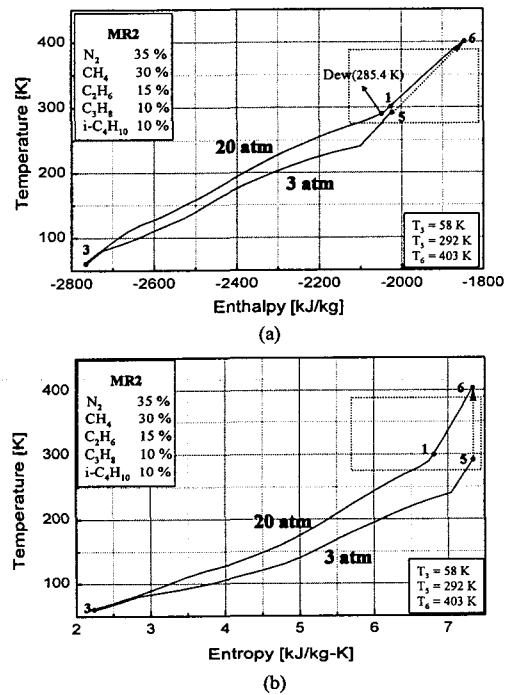 MR2
N₂ 35 %
CH₄ 30 %
C₂H₆ 15 %
C₃H₈ 10 %
i-C₄H₁₀ 10 %
400
300
200
100
Temperature [K]
Dew(285.4 K)
6
1
5
20 atm
3 atm
3
T₃ = 58 K
T₅ = 292 K
T₆ = 403 K
-2800 -2600 -2400 -2200 -2000 -1800
Enthalpy [kJ/kg]
(a)
MR2
N₂ 35 %
CH₄ 30 %
C₂H₆ 15 %
C₃H₈ 10 %
i-C₄H₁₀ 10 %
400
300
200
100
Temperature [K]
6
1
5
20 atm
3 atm
3
T₃ = 58 K
T₅ = 292 K
T₆ = 403 K
2 3 4 5 6 7
Entropy [kJ/kg-K]
(b)